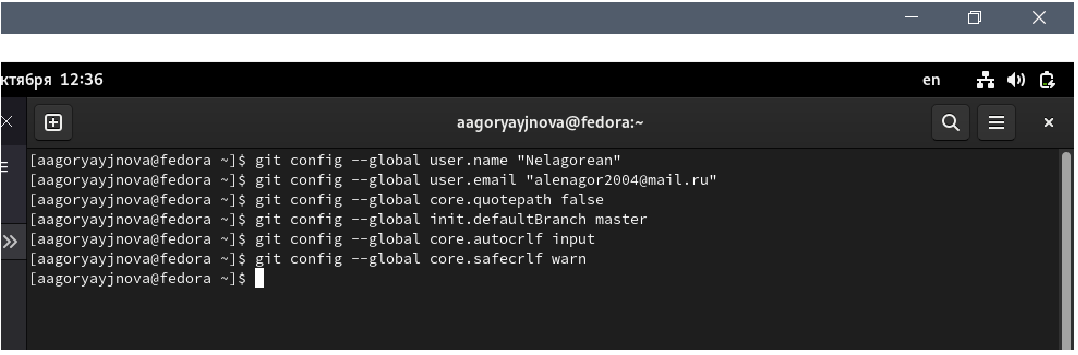 ктября 12:36
en
aagoryayjnova@fedora:~
[aagoryayjnova@fedora ~]$ git config --global user.name "Nelagorean"
[aagoryayjnova@fedora ~]$ git config --global user.email "alenagor2004@mail.ru"
[aagoryayjnova@fedora ~]$ git config --global core.quotepath false
[aagoryayjnova@fedora ~]$ git config --global init.defaultBranch master
[aagoryayjnova@fedora ~]$ git config --global core.autocrlf input
[aagoryayjnova@fedora ~]$ git config --global core.safecrlf warn
[aagoryayjnova@fedora ~]$